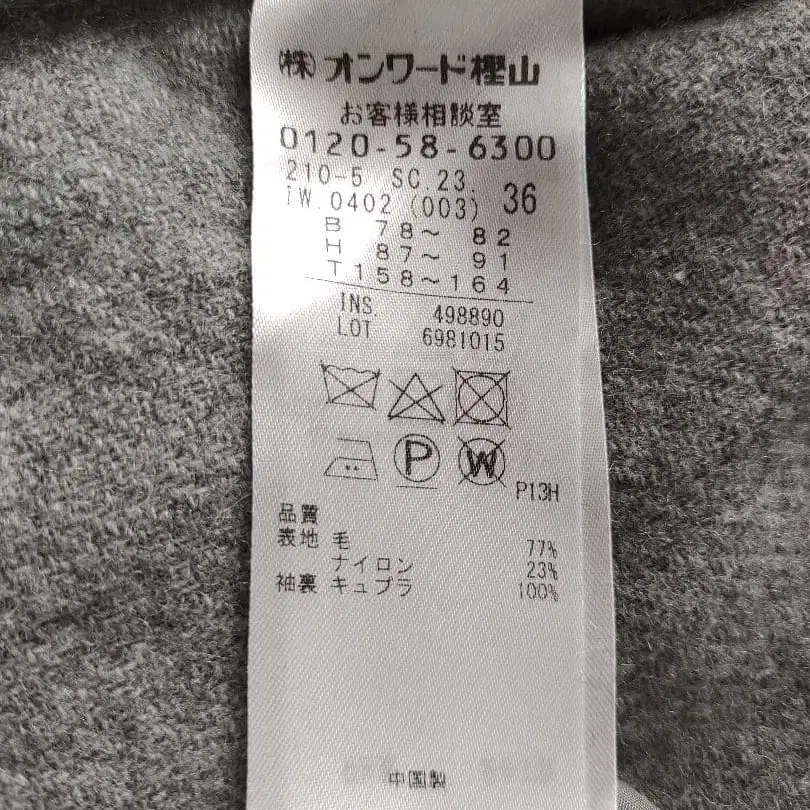 (株)オンワード樫山
お客様相談室
0120-58-6300
210-5 SC.23.
TW.0402 (003) 36
B 78～ 82
H 87～ 91
T158～164
INS 498890
LOT 6981015
P W
P13H
品質
表地 毛 77%
ナイロン 23%
袖裏 キュプラ 100%
中国製